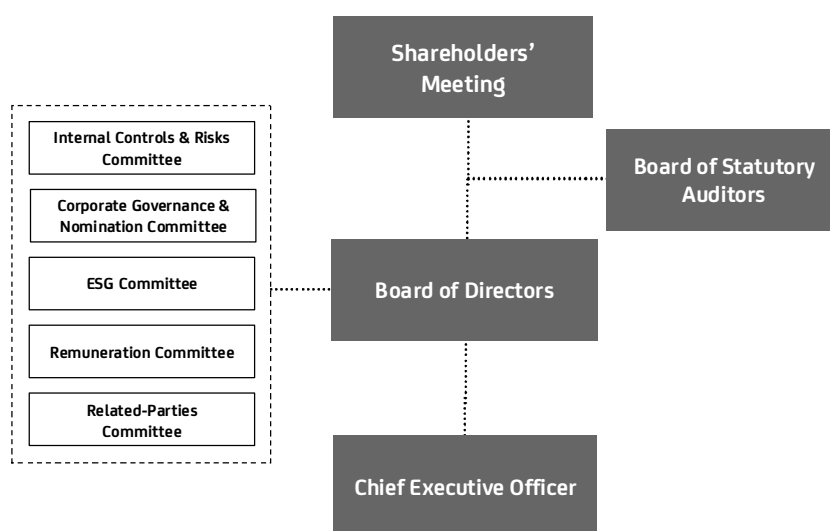 Shareholders’
Meeting
Internal Controls & Risks
Committee
Corporate Governance &
Nomination Committee
ESG Committee
Remuneration Committee
Related-Parties
Committee
Board of Statutory
Auditors
Board of Directors
Chief Executive Officer